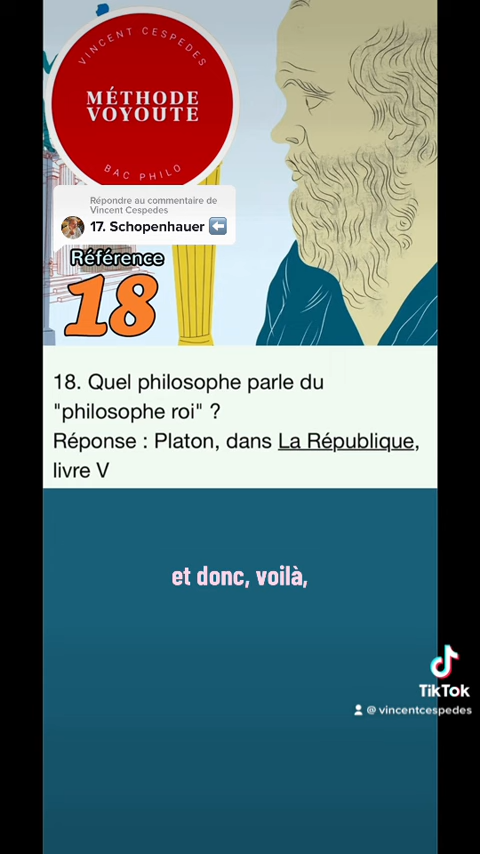 VINCENT CESPEDES
MÉTHODE
VOYOUTE
BAC PHILO
Répondre au commentaire de
Vincent Cespedes
17. Schopenhauer ⬅️
Référence
18
18. Quel philosophe parle du
"philosophe roi" ?
Réponse : Platon, dans La République,
livre V
et donc, voilà,
TikTok
@ vincentcespedes